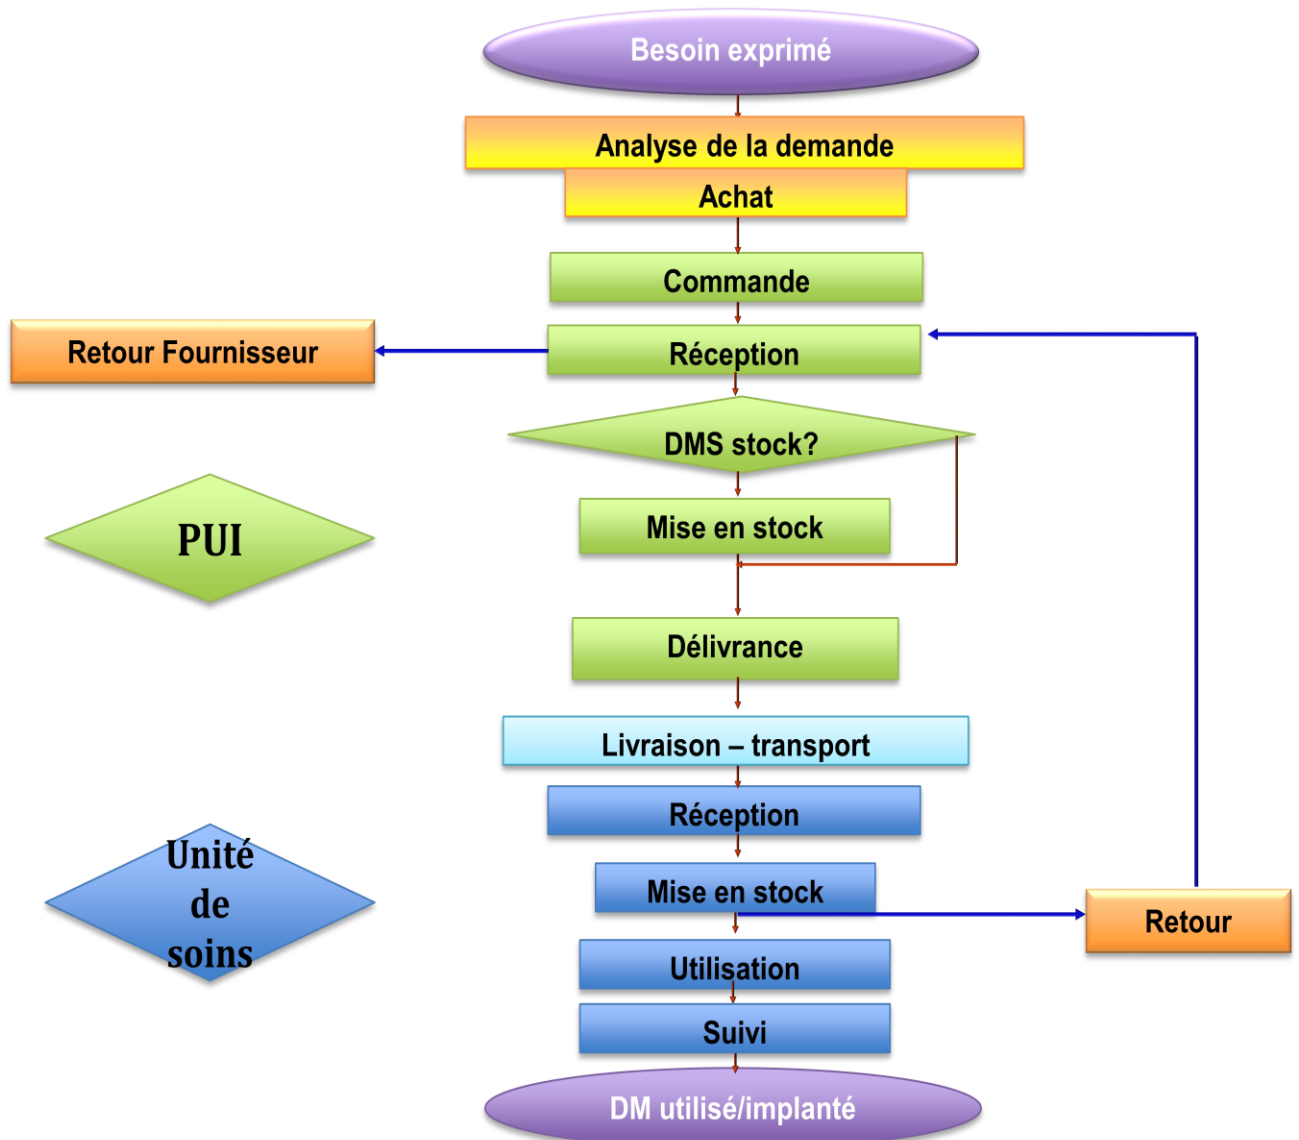 Besoin exprimé
Analyse de la demande
Achat
Commande
Retour Fournisseur
Réception
DMS stock?
PUI
Mise en stock
Délivrance
Livraison – transport
Réception
Unité
de
soins
Mise en stock
Retour
Utilisation
Suivi
DM utilisé/implanté